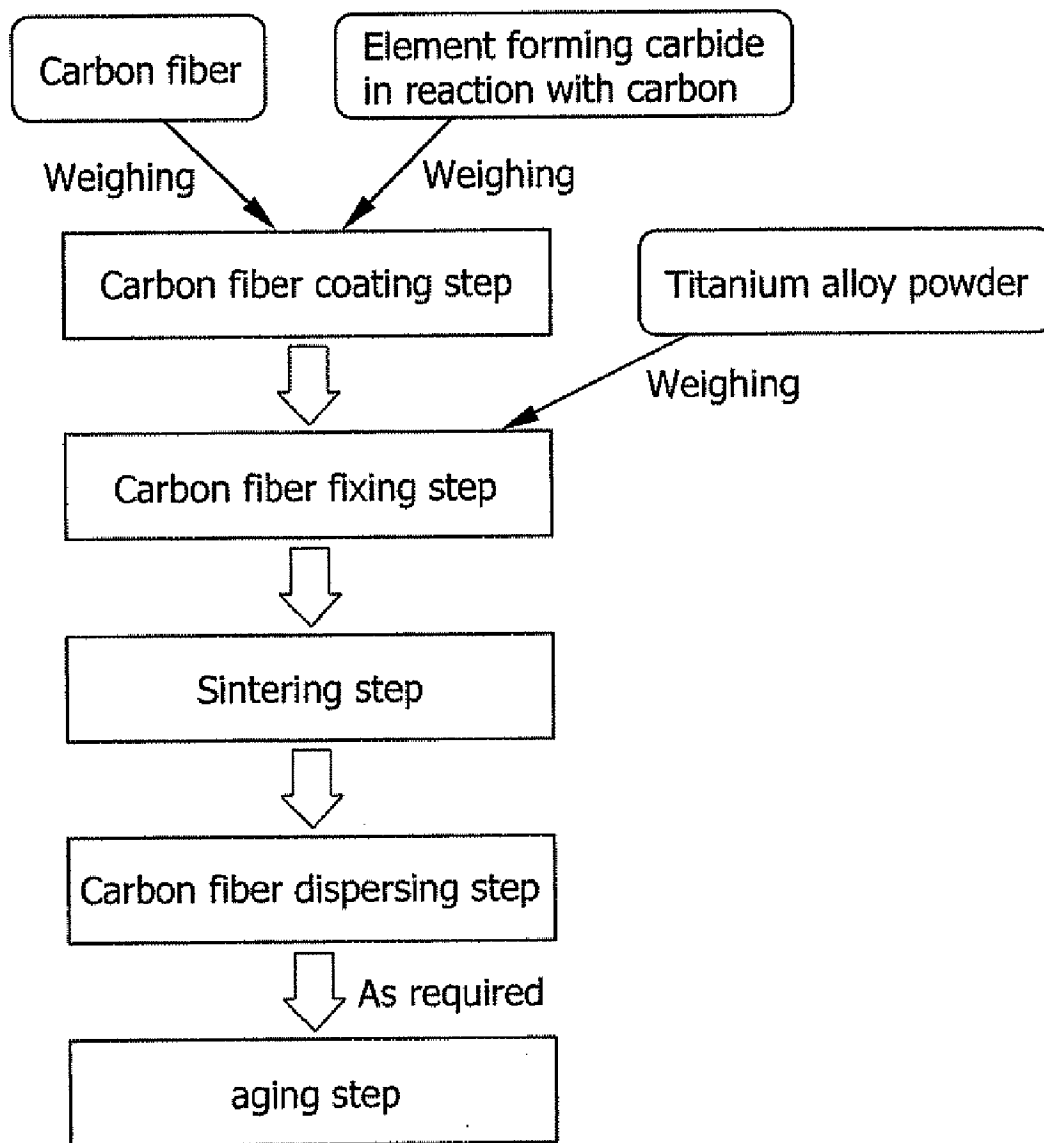 Carbon fiber
Element forming carbide
in reaction with carbon
Weighing
Weighing
Carbon fiber coating step
Titanium alloy powder
Weighing
Carbon fiber fixing step
Sintering step
Carbon fiber dispersing step
As required
aging step